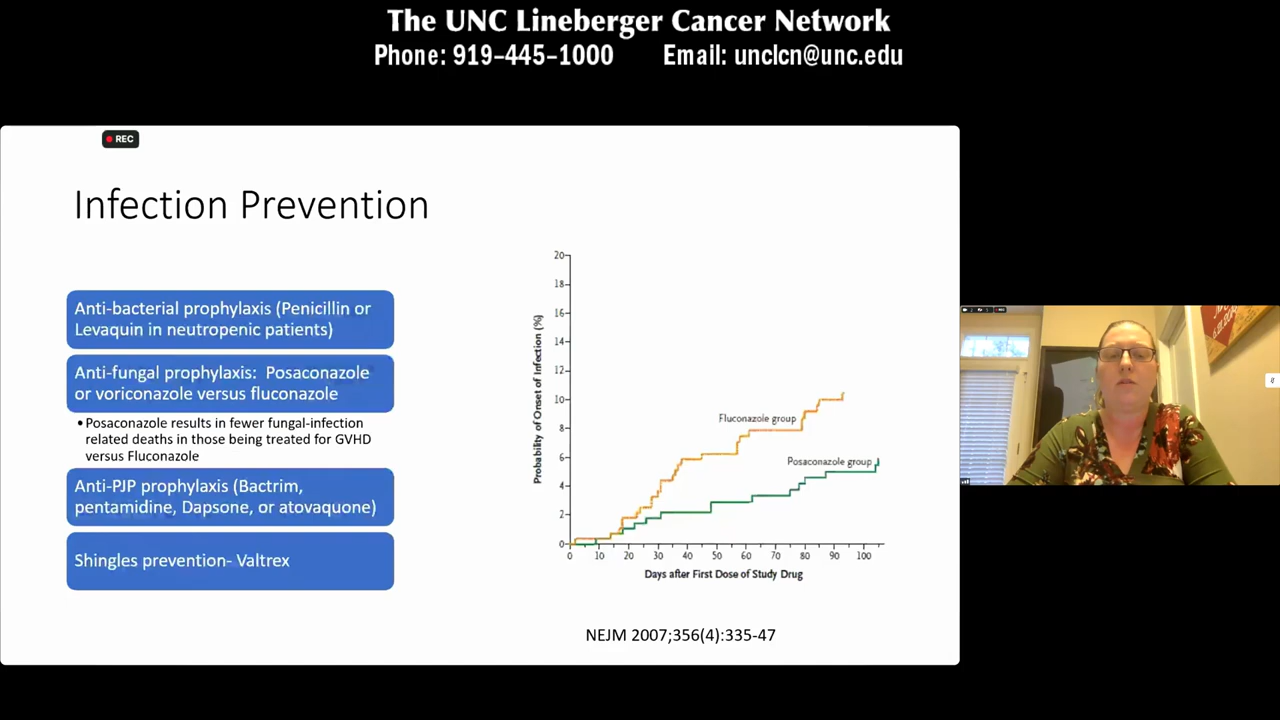 The UNC Lineberger Cancer Network
Phone: 919-445-1000 Email: unclcn@unc.edu
REC
Infection Prevention
Anti-bacterial prophylaxis (Penicillin or
Levaquin in neutropenic patients)
Anti-fungal prophylaxis: Posaconazole
or voriconazole versus fluconazole
• Posaconazole results in fewer fungal-infection
related deaths in those being treated for GVHD
versus Fluconazole
Anti-PJP prophylaxis (Bactrim,
pentamidine, Dapsone, or atovaquone)
Shingles prevention- Valtrex
Probability of Onset of Infection (%)
20
18
16
14
12
10
8
6
4
2
0
Fluconazole group
Posaconazole group
0 10 20 30 40 50 60 70 80 90 100
Days after First Dose of Study Drug
NEJM 2007;356(4):335-47